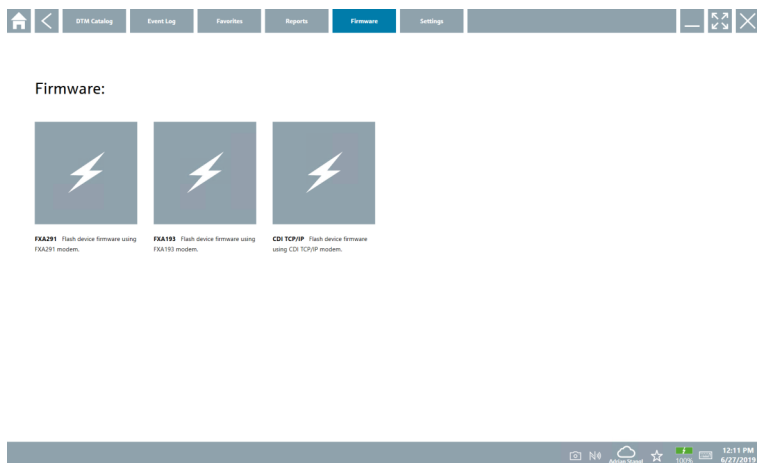 DTM Catalog
Event Log
Favorites
Reports
Firmware
Settings
Firmware:
FXA291 Flash device firmware using
FXA291 modem.
FXA193 Flash device firmware using
FXA193 modem.
CDI TCP/IP Flash device firmware
using CDI TCP/IP modem.
Adrian Stawel
100%
12:11 PM
6/27/2019